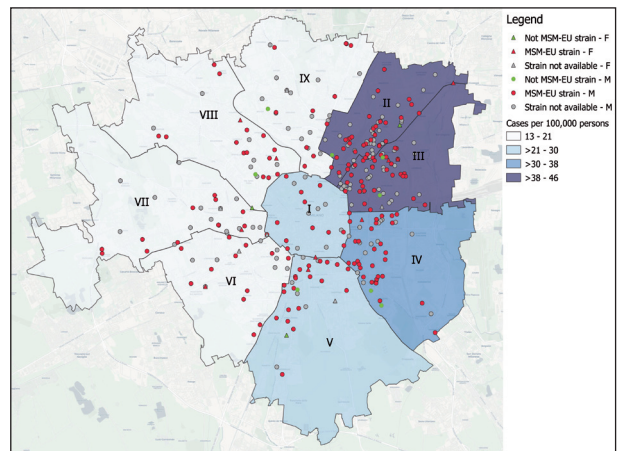 Legend
Not MSM-EU strain - F
MSM-EU strain - F
Strain not available - F
Not MSM-EU strain - M
MSM-EU strain - M
Strain not available - M
Cases per 100,000 persons
13 - 21
>21 - 30
>30 - 38
>38 - 46
IX
II
VIII
III
VII
I
IV
VI
V